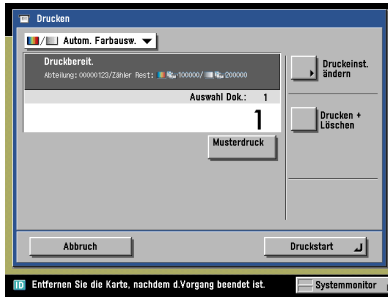 Drucken
/ Autom. Farbausw.
Druckbereit.
Abteilung: 00000123/Zähler Rest: 100000/ 200000
Auswahl Dok.: 1
1
Musterdruck
Druckeinst.
ändern
Drucken +
Löschen
Abbruch
Druckstart
ID Entfernen Sie die Karte, nachdem d.Vorgang beendet ist.
Systemmonitor